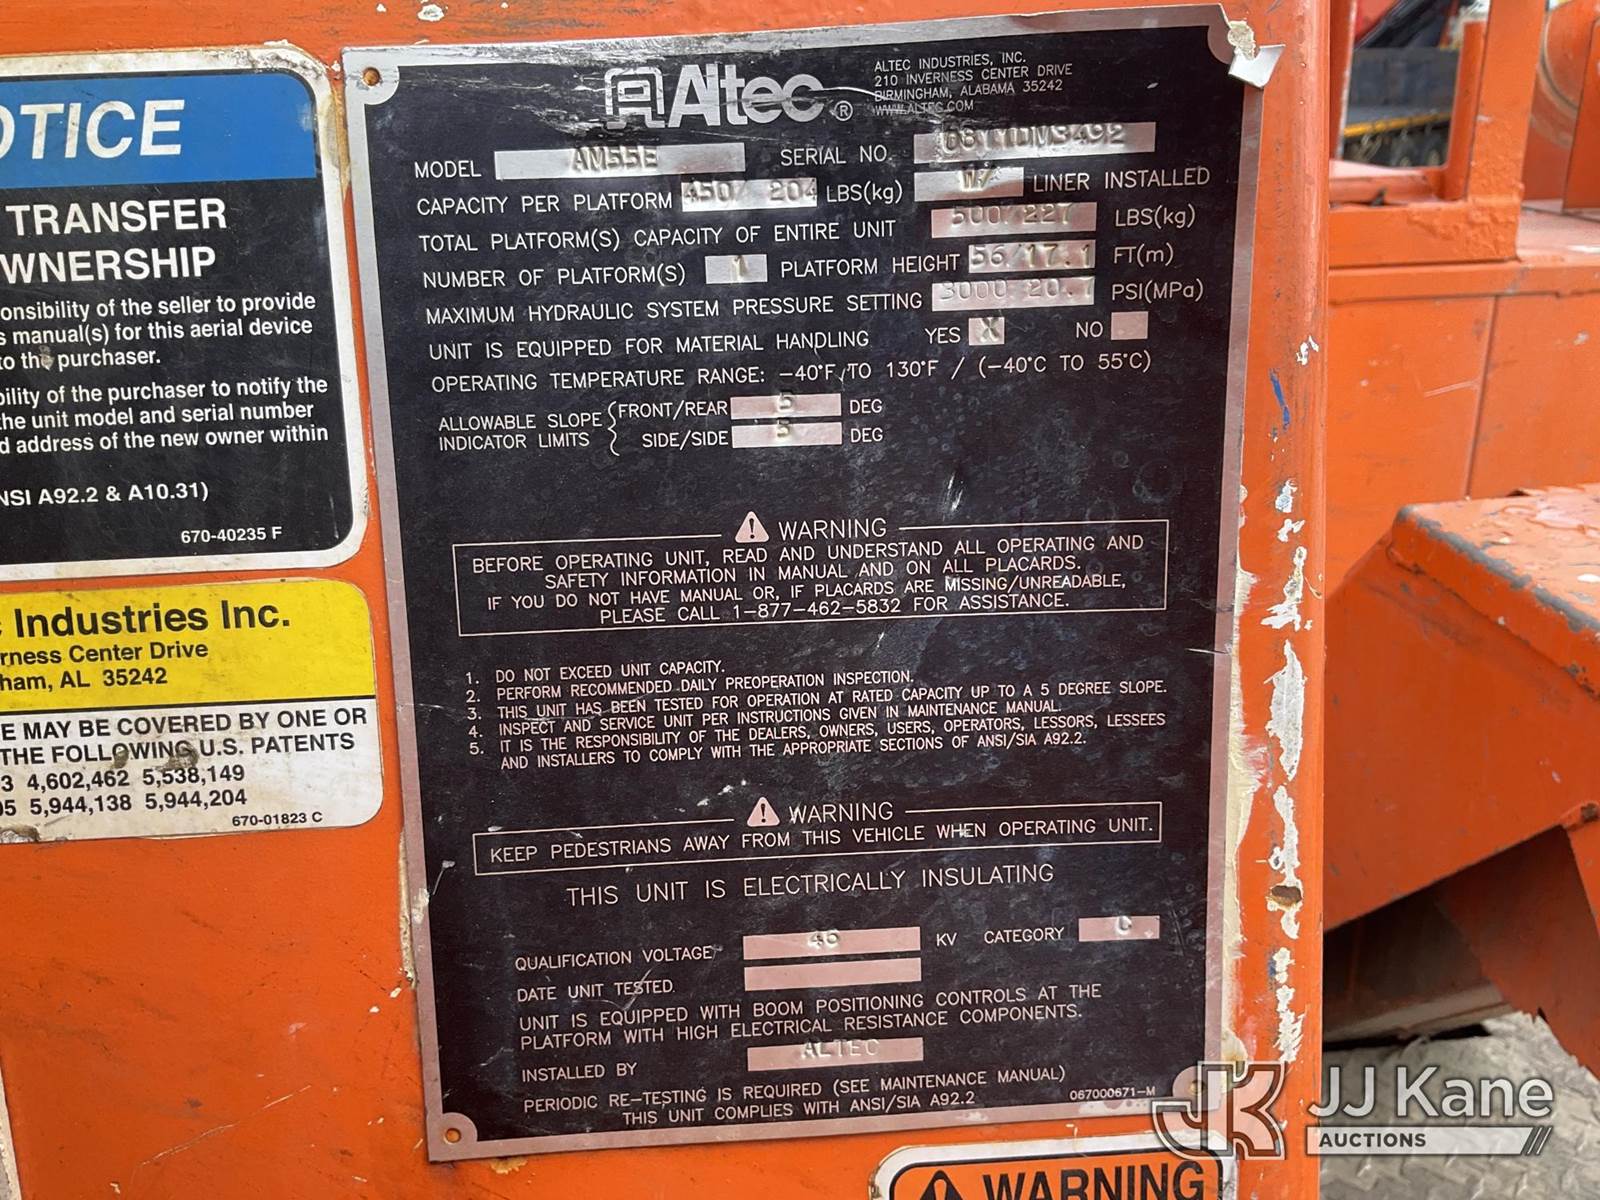 OTICE
TRANSFER
WNERSHIP
onsibility of the seller to provide
s manual(s) for this aerial device
to the purchaser.
bility of the purchaser to notify the
the unit model and serial number
d address of the new owner within
NSI A92.2 & A10.31)
670-40235 F
c Industries Inc.
rness Center Drive
ham, AL 35242
E MAY BE COVERED BY ONE OR
THE FOLLOWING U.S. PATENTS
3 4,602,462 5,538,149
05 5,944,138 5,944,204
670-01823 C
Altec®
ALTEC INDUSTRIES, INC.
210 INVERNESS CENTER DRIVE
BIRMINGHAM, ALABAMA 35242
WWW.ALTEC.COM
MODEL AM55E SERIAL NO.
CAPACITY PER PLATFORM 450/ 204 LBS(kg) W/ LINER INSTALLED
TOTAL PLATFORM(S) CAPACITY OF ENTIRE UNIT 500/227 LBS(kg)
NUMBER OF PLATFORM(S) 1 PLATFORM HEIGHT 56/17.1 FT(m)
MAXIMUM HYDRAULIC SYSTEM PRESSURE SETTING 3000/20.7 PSI(MPa)
UNIT IS EQUIPPED FOR MATERIAL HANDLING YES X NO
OPERATING TEMPERATURE RANGE: -40°F TO 130°F / (-40°C TO 55°C)
ALLOWABLE SLOPE INDICATOR LIMITS
FRONT/REAR 5 DEG
SIDE/SIDE 5 DEG
WARNING
BEFORE OPERATING UNIT, READ AND UNDERSTAND ALL OPERATING AND
SAFETY INFORMATION IN MANUAL AND ON ALL PLACARDS.
IF YOU DO NOT HAVE MANUAL OR, IF PLACARDS ARE MISSING/UNREADABLE,
PLEASE CALL 1-877-462-5832 FOR ASSISTANCE.
1. DO NOT EXCEED UNIT CAPACITY.
2. PERFORM RECOMMENDED DAILY PREOPERATION INSPECTION.
3. THIS UNIT HAS BEEN TESTED FOR OPERATION AT RATED CAPACITY UP TO A 5 DEGREE SLOPE.
4. INSPECT AND SERVICE UNIT PER INSTRUCTIONS GIVEN IN MAINTENANCE MANUAL.
5. IT IS THE RESPONSIBILITY OF THE DEALERS, OWNERS, USERS, OPERATORS, LESSORS, LESSEES
AND INSTALLERS TO COMPLY WITH THE APPROPRIATE SECTIONS OF ANSI/SIA A92.2.
WARNING
KEEP PEDESTRIANS AWAY FROM THIS VEHICLE WHEN OPERATING UNIT.
THIS UNIT IS ELECTRICALLY INSULATING
QUALIFICATION VOLTAGE 46 KV CATEGORY C
DATE UNIT TESTED
UNIT IS EQUIPPED WITH BOOM POSITIONING CONTROLS AT THE
PLATFORM WITH HIGH ELECTRICAL RESISTANCE COMPONENTS.
INSTALLED BY ALTEC
PERIODIC RE-TESTING IS REQUIRED (SEE MAINTENANCE MANUAL)
THIS UNIT COMPLIES WITH ANSI/SIA A92.2
067000671-M
WARNING
JK JJ Kane
AUCTIONS